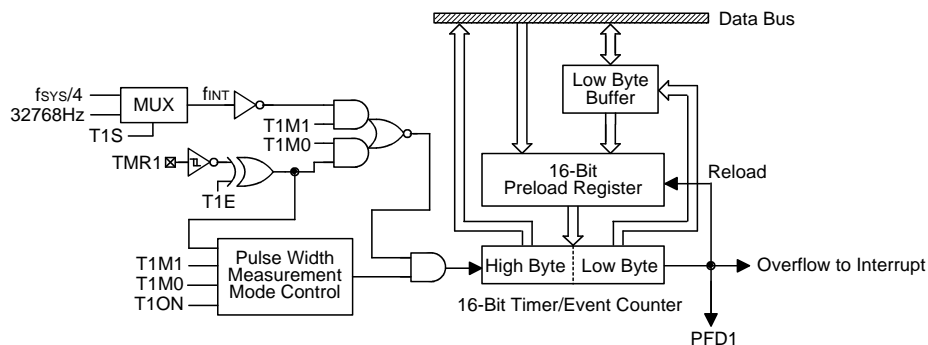 Data Bus
Low Byte
Buffer
fSYS/4
32768Hz
MUX
T1S
fINT
T1M1
T1M0
TMR1
T1E
16-Bit
Preload Register
Reload
T1M1
T1M0
T1ON
Pulse Width
Measurement
Mode Control
High Byte
Low Byte
Overflow to Interrupt
16-Bit Timer/Event Counter
PFD1